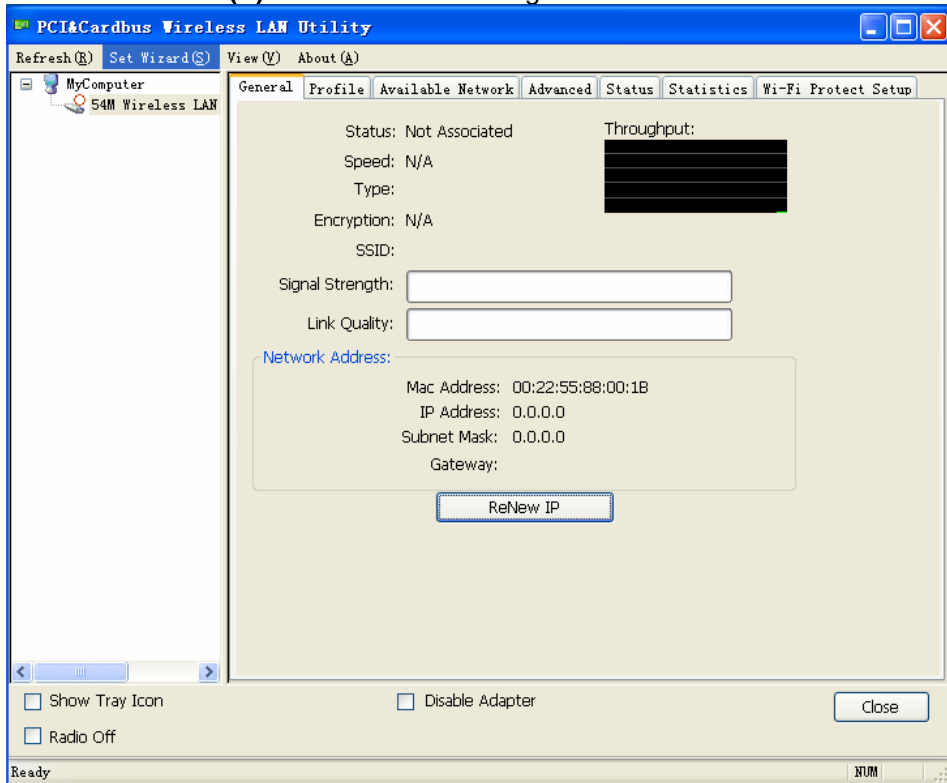 PCI&Cardbus Wireless LAN Utility
Refresh(R) Set Wizard(S) View(V) About(A)
MyComputer
54M Wireless LAN
General Profile Available Network Advanced Status Statistics Wi-Fi Protect Setup
Status: Not Associated
Throughput:
Speed: N/A
Type:
Encryption: N/A
SSID:
Signal Strength:
Link Quality:
Network Address:
Mac Address: 00:22:55:88:00:1B
IP Address: 0.0.0.0
Subnet Mask: 0.0.0.0
Gateway:
ReNew IP
Show Tray Icon
Disable Adapter
Close
Radio Off
Ready
NUM